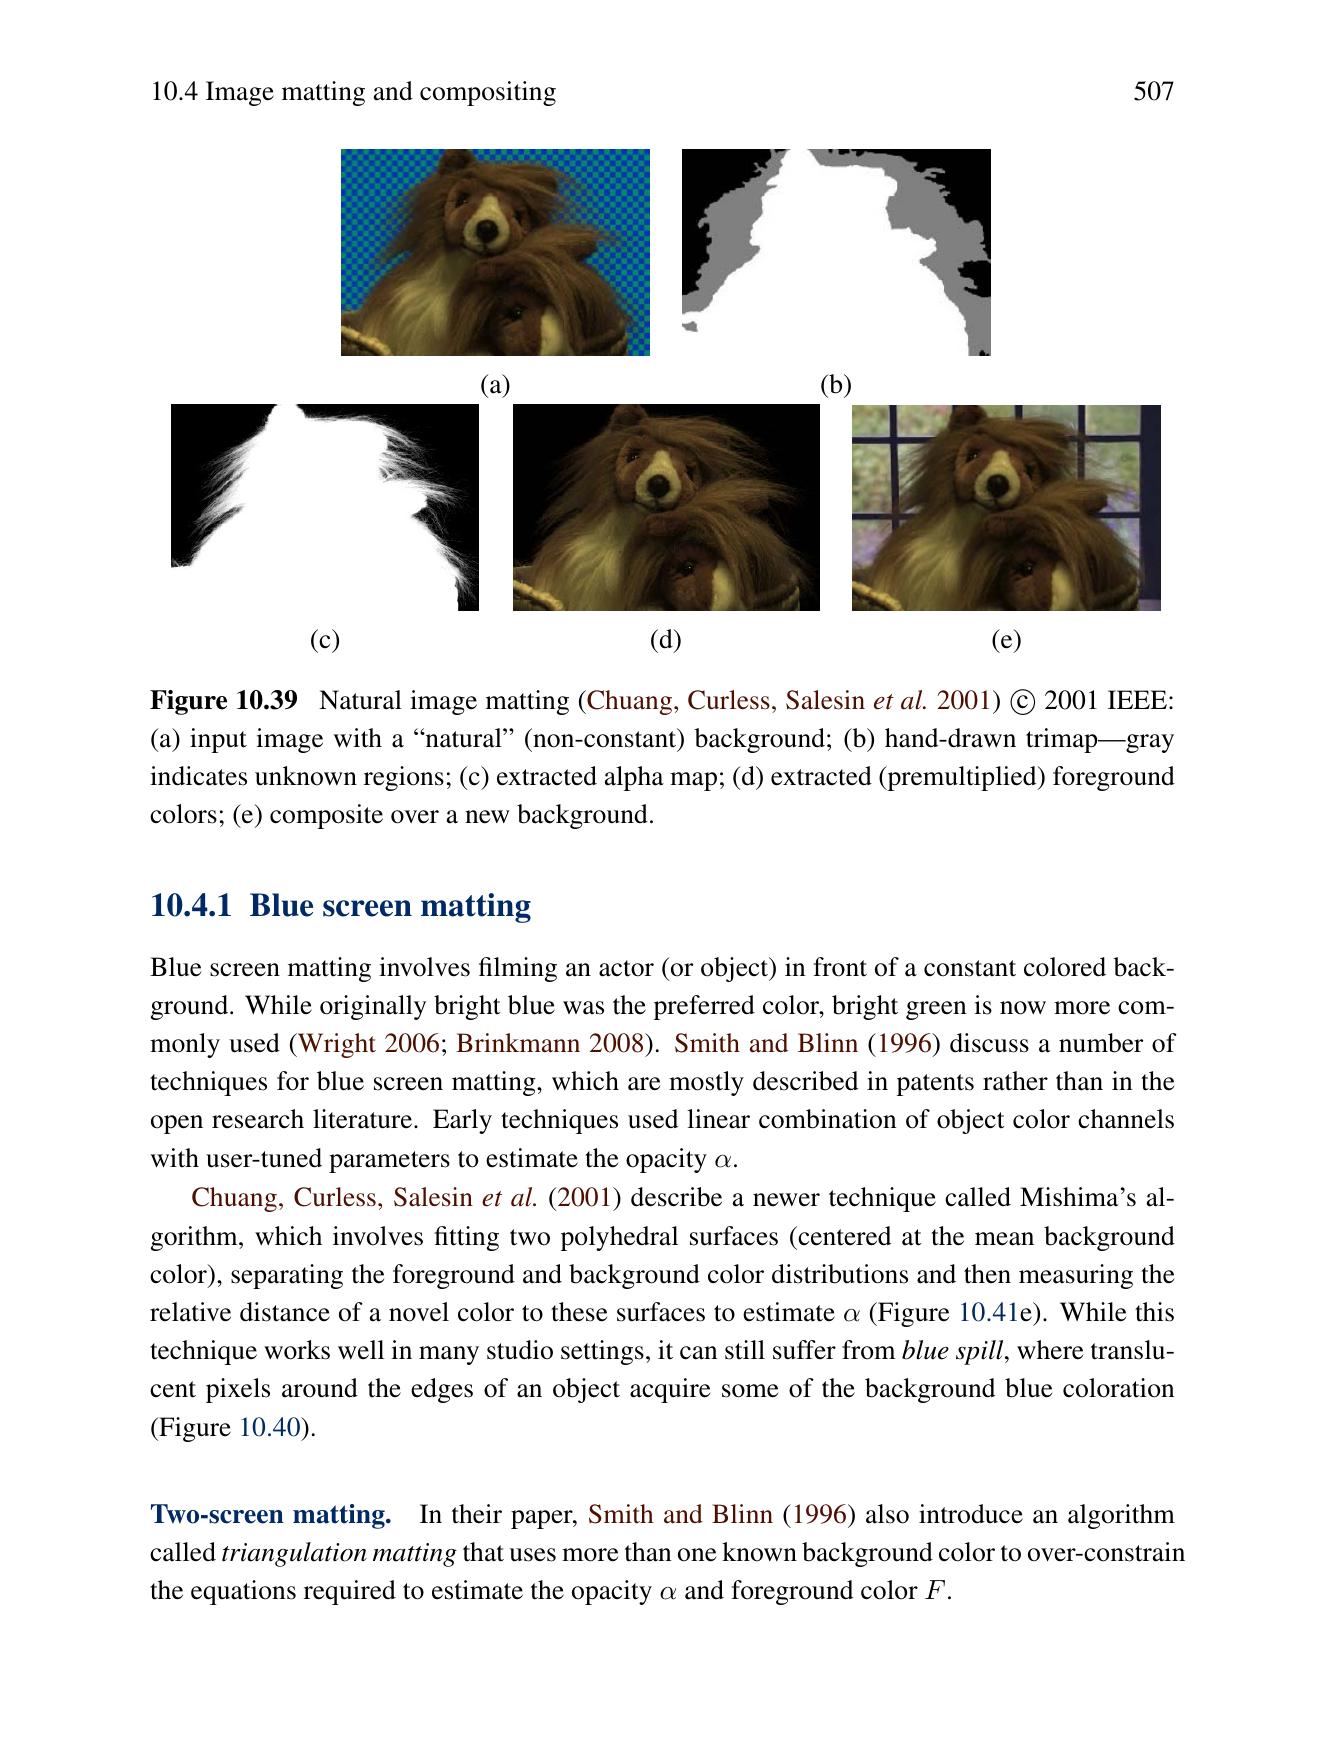 10.4 Image matting and compositing 507
(a) (b)
(c) (d) (e)
Figure 10.39 Natural image matting (Chuang, Curless, Salesin et al. 2001) © 2001 IEEE:
(a) input image with a “natural” (non-constant) background; (b) hand-drawn trimap—gray
indicates unknown regions; (c) extracted alpha map; (d) extracted (premultiplied) foreground
colors; (e) composite over a new background.
10.4.1 Blue screen matting
Blue screen matting involves filming an actor (or object) in front of a constant colored back-
ground. While originally bright blue was the preferred color, bright green is now more com-
monly used (Wright 2006; Brinkmann 2008). Smith and Blinn (1996) discuss a number of
techniques for blue screen matting, which are mostly described in patents rather than in the
open research literature. Early techniques used linear combination of object color channels
with user-tuned parameters to estimate the opacity α.
Chuang, Curless, Salesin et al. (2001) describe a newer technique called Mishima’s al-
gorithm, which involves fitting two polyhedral surfaces (centered at the mean background
color), separating the foreground and background color distributions and then measuring the
relative distance of a novel color to these surfaces to estimate α (Figure 10.41e). While this
technique works well in many studio settings, it can still suffer from blue spill, where translu-
cent pixels around the edges of an object acquire some of the background blue coloration
(Figure 10.40).
Two-screen matting. In their paper, Smith and Blinn (1996) also introduce an algorithm
called triangulation matting that uses more than one known background color to over-constrain
the equations required to estimate the opacity α and foreground color F.